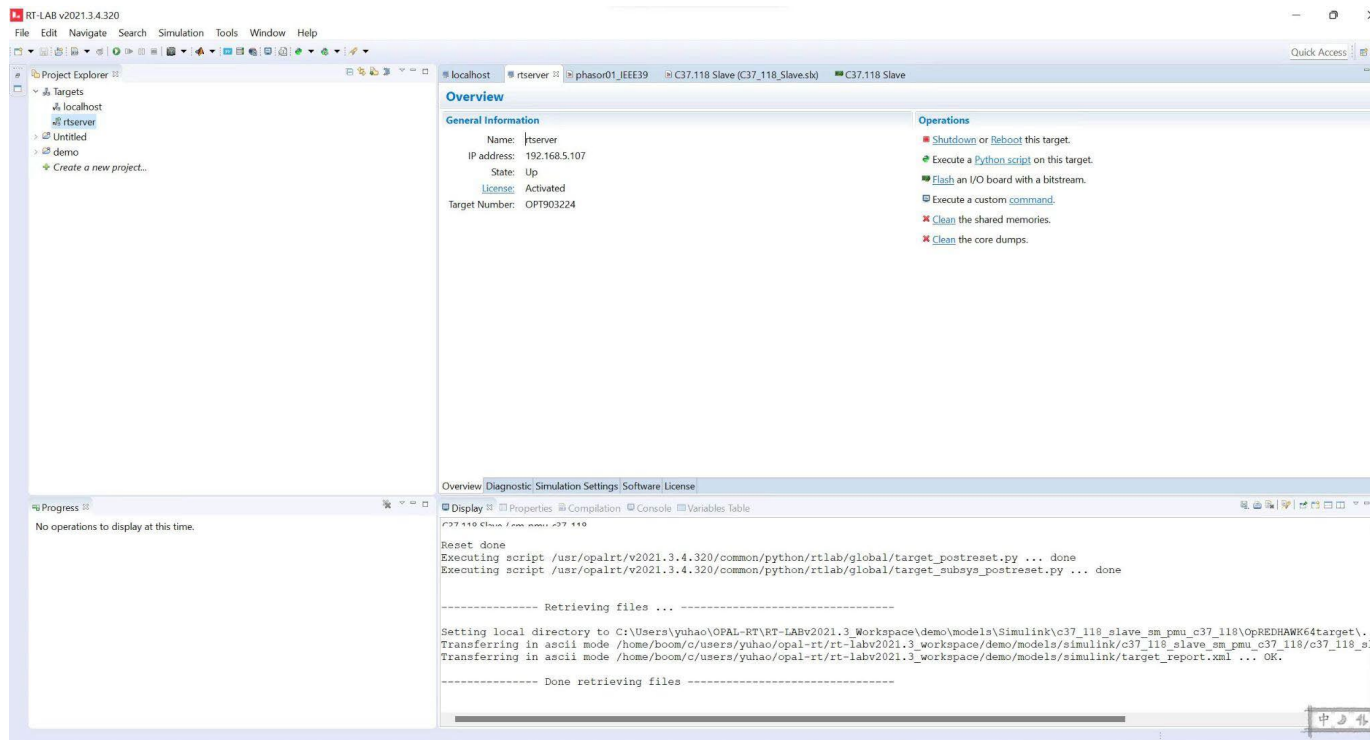 RT-LAB v2021.3.4.320
File Edit Navigate Search Simulation Tools Window Help
Quick Access
Project Explorer
Targets
localhost
rtserver
Untitled
demo
Create a new project...
localhost rtserver phasor01_IEEE39 C37.118 Slave (C37_118_Slave.slx) C37.118 Slave
Overview
General Information
Name: rtserver
IP address: 192.168.5.107
State: Up
License: Activated
Target Number: OPT903224
Operations
Shutdown or Reboot this target.
Execute a Python script on this target.
Flash an I/O board with a bitstream.
Execute a custom command.
Clean the shared memories.
Clean the core dumps.
Overview Diagnostic Simulation Settings Software License
Progress
No operations to display at this time.
Display Properties Compilation Console Variables Table
C37.118 Slave / sm_pmu_c37_118
Reset done
Executing script /usr/opalrt/v2021.3.4.320/common/python/rtlab/global/target_postreset.py ... done
Executing script /usr/opalrt/v2021.3.4.320/common/python/rtlab/global/target_subsys_postreset.py ... done
--------------- Retrieving files ... ---------------------------------
Setting local directory to C:\Users\yuhao\OPAL-RT\RT-LABv2021.3_Workspace\demo\models\Simulink\c37_118_slave_sm_pmu_c37_118\OpREDHAWK64target\.
Transferring in ascii mode /home/boom/c/users/yuhao/opal-rt/rt-labv2021.3_workspace/demo/models/simulink/c37_118_slave_sm_pmu_c37_118/c37_118_s
Transferring in ascii mode /home/boom/c/users/yuhao/opal-rt/rt-labv2021.3_workspace/demo/models/simulink/target_report.xml ... OK.
--------------- Done retrieving files --------------------------------
中